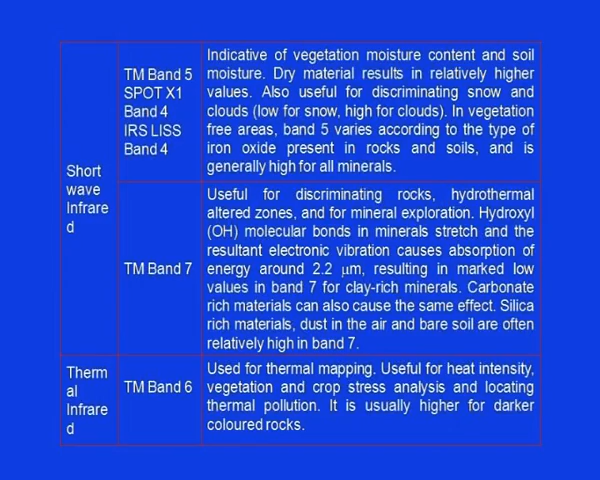 Short
wave
Infrare
d
TM Band 5
SPOT X1
Band 4
IRS LISS
Band 4
Indicative of vegetation moisture content and soil
moisture. Dry material results in relatively higher
values. Also useful for discriminating snow and
clouds (low for snow, high for clouds). In vegetation
free areas, band 5 varies according to the type of
iron oxide present in rocks and soils, and is
generally high for all minerals.
TM Band 7
Useful for discriminating rocks, hydrothermal
altered zones, and for mineral exploration. Hydroxyl
(OH) molecular bonds in minerals stretch and the
resultant electronic vibration causes absorption of
energy around 2.2 μm, resulting in marked low
values in band 7 for clay-rich minerals. Carbonate
rich materials can also cause the same effect. Silica
rich materials, dust in the air and bare soil are often
relatively high in band 7.
Therm
al
Infrare
d
TM Band 6
Used for thermal mapping. Useful for heat intensity,
vegetation and crop stress analysis and locating
thermal pollution. It is usually higher for darker
coloured rocks.